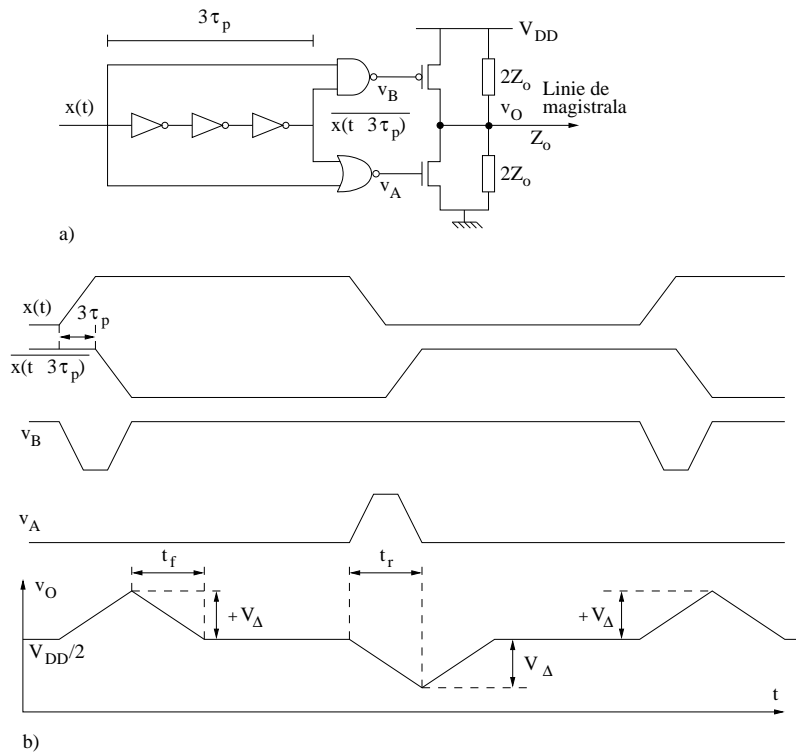 3τp
VDD
x(t)
vB
2Zo
vO
Linie de
magistrala
Zo
x(t 3τp)
vA
2Zo
a)
x(t)
3τp
x(t 3τp)
vB
vA
tf
tr
vO
+VΔ
+VΔ
VDD/2
VΔ
t
b)